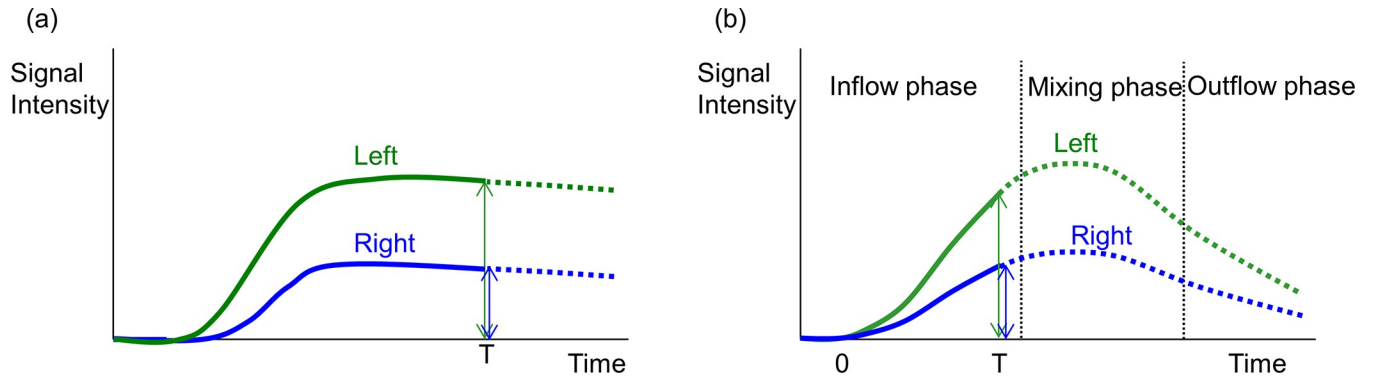 (a)
Signal
Intensity
Left
Right
T
Time
(b)
Signal
Intensity
Inflow phase
Mixing phase
Outflow phase
Left
Right
0
T
Time